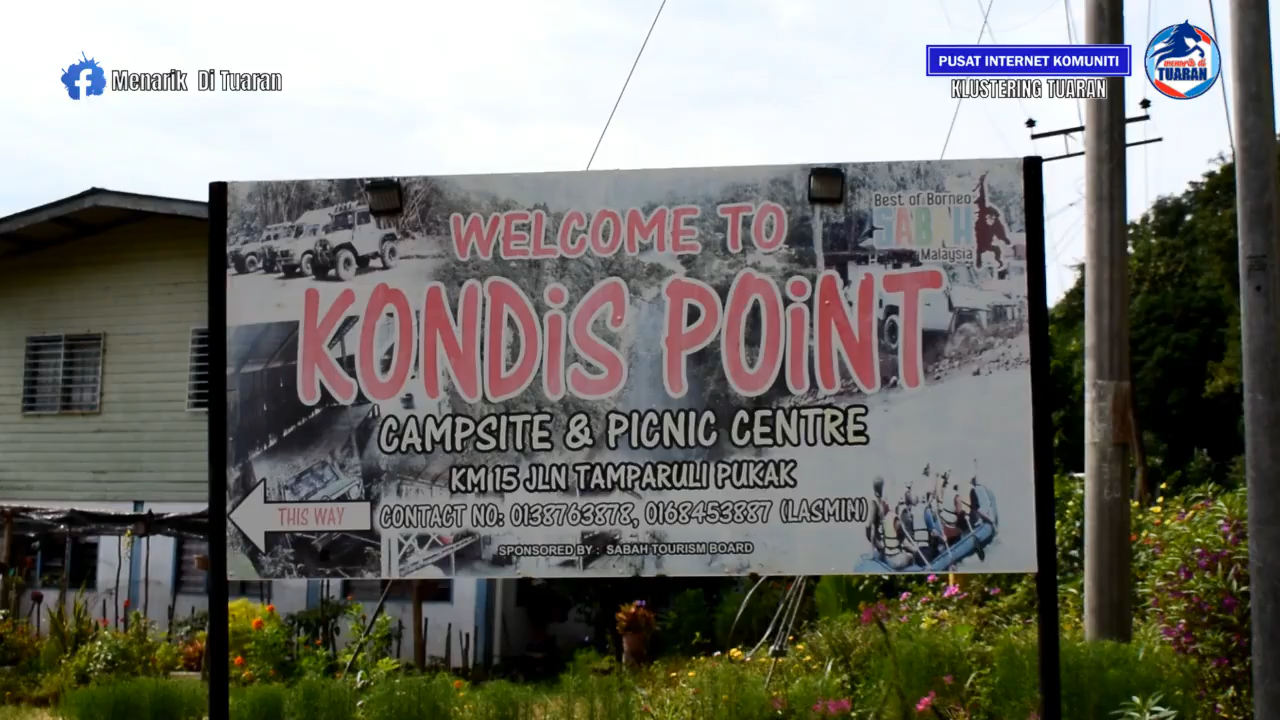 Menarik Di Tuaran
PUSAT INTERNET KOMUNITI
KLUSTERING TUARAN
menarik di
TUARAN
WELCOME TO
Best of Borneo
SABAH
Malaysia
KONDiS POiNT
CAMPSITE & PICNIC CENTRE
KM 15 JLN TAMPARULI PUKAK
THIS WAY
CONTACT NO: 0138763878, 0168453887 (LASMIN)
SPONSORED BY : SABAH TOURISM BOARD